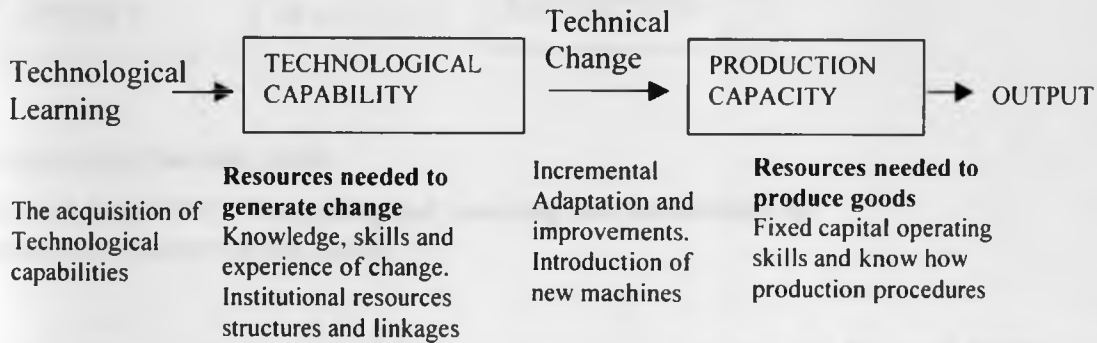 Technological
Learning
TECHNOLOGICAL
CAPABILITY
Technical
Change
PRODUCTION
CAPACITY
OUTPUT
The acquisition of
Technological
capabilities
Resources needed to
generate change
Knowledge, skills and
experience of change.
Institutional resources
structures and linkages
Incremental
Adaptation and
improvements.
Introduction of
new machines
Resources needed to
produce goods
Fixed capital operating
skills and know how
production procedures